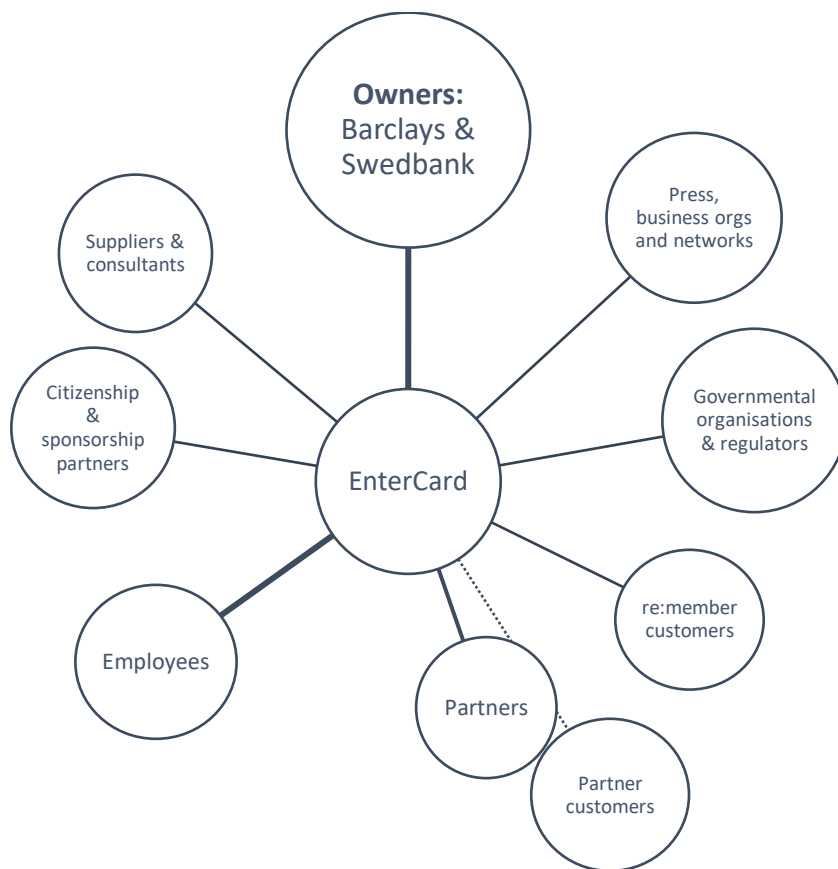 Owners:
Barclays &
Swedbank
Press,
business orgs
and networks
Suppliers &
consultants
Citizenship
&
sponsorship
partners
Governmental
organisations
& regulators
EnterCard
re:member
customers
Employees
Partners
Partner
customers